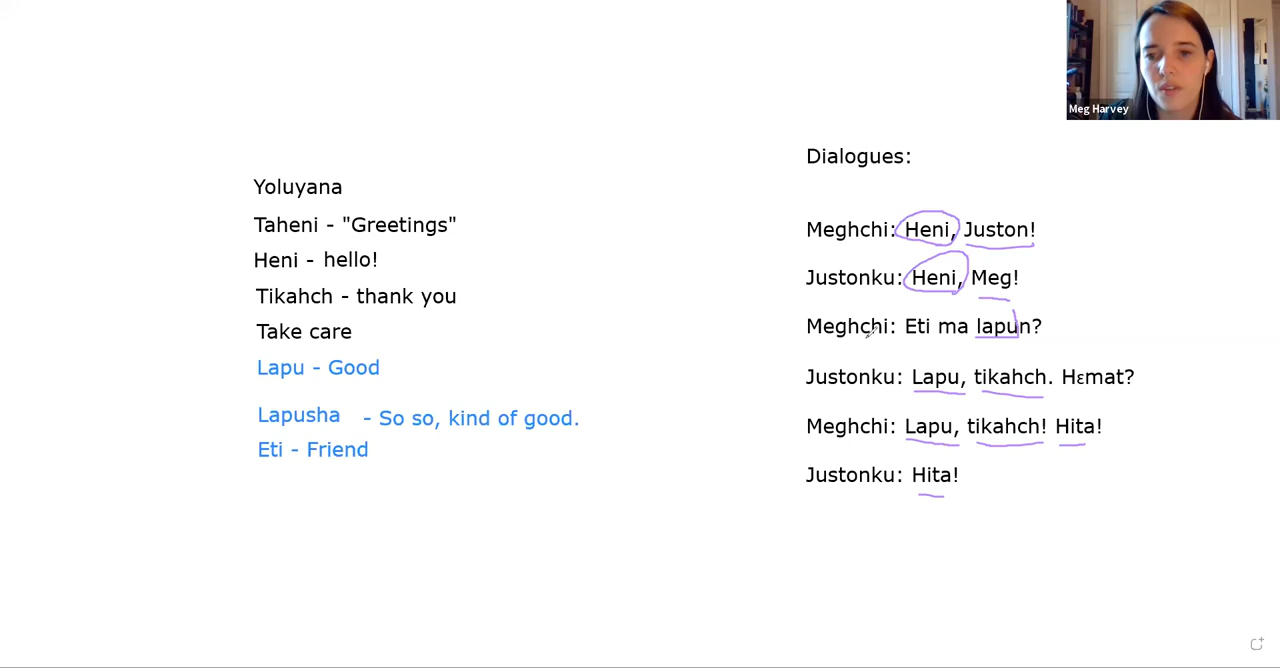 Meg Harvey
Yoluyana
Taheni - "Greetings"
Heni - hello!
Tikahch - thank you
Take care
Lapu - Good
Lapusha - So so, kind of good.
Eti - Friend
Dialogues:
Meghchi: Heni, Juston!
Justonku: Heni, Meg!
Meghchi: Eti ma lapun?
Justonku: Lapu, tikahch. Hɛmat?
Meghchi: Lapu, tikahch! Hita!
Justonku: Hita!